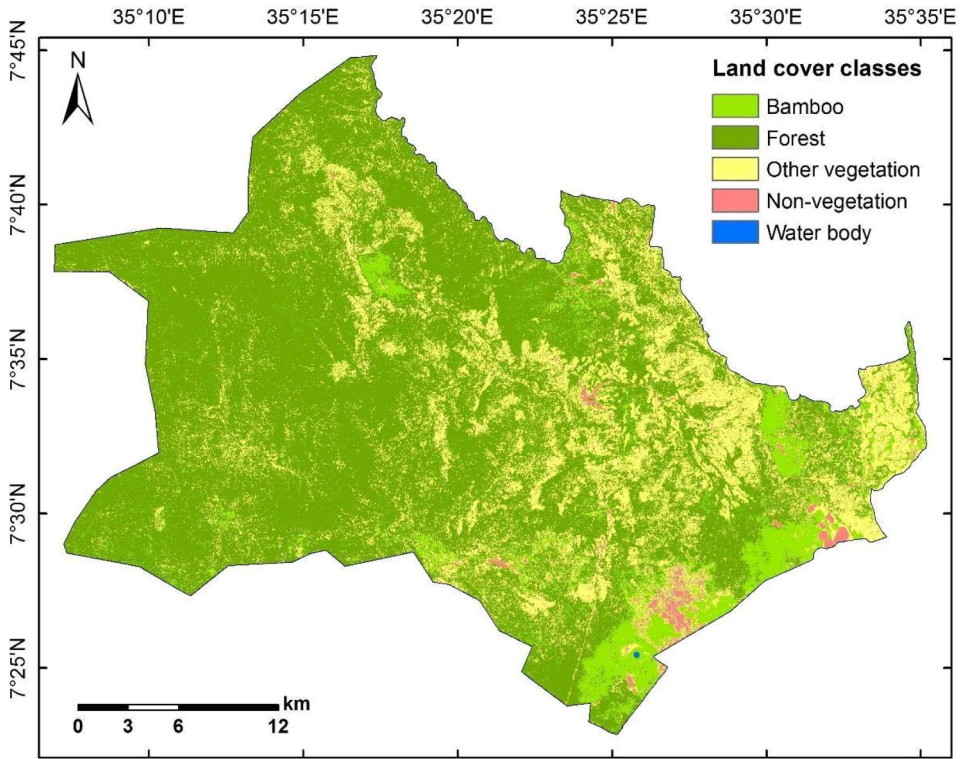 35°10'E 35°15'E 35°20'E 35°25'E 35°30'E 35°35'E
7°45'N
7°40'N
7°35'N
7°30'N
7°25'N
N
Land cover classes
Bamboo
Forest
Other vegetation
Non-vegetation
Water body
km
0 3 6 12